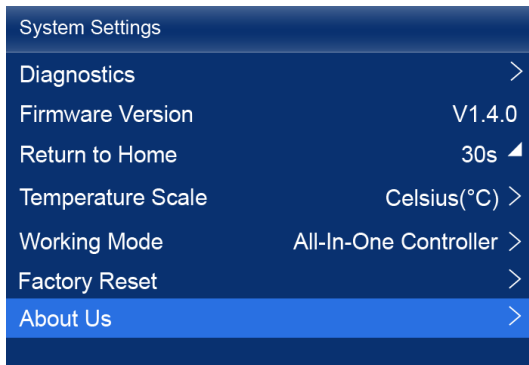 System Settings
Diagnostics >
Firmware Version V1.4.0
Return to Home 30s
Temperature Scale Celsius(°C) >
Working Mode All-In-One Controller >
Factory Reset >
About Us >